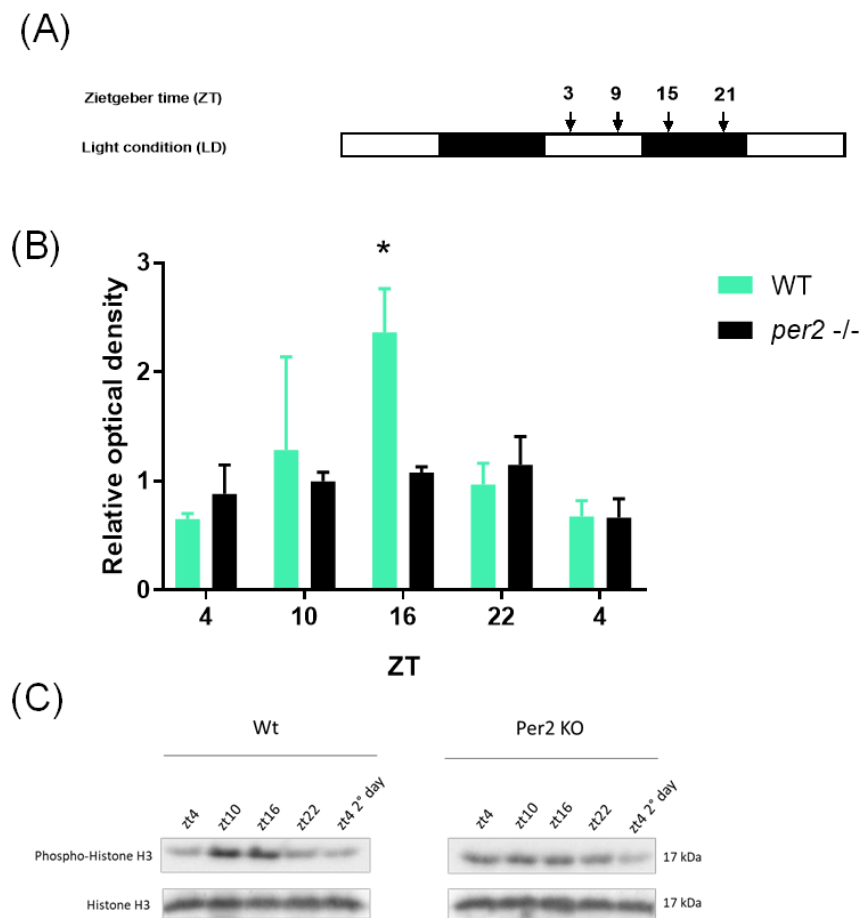 (A)
Zietgeber time (ZT)
3 9 15 21
Light condition (LD)
(B)
Relative optical density
3
2
1
0
*
WT
per2 -/-
4 10 16 22 4
ZT
(C)
Wt Per2 KO
zt4 zt10 zt16 zt22 zt4 2° day zt4 zt10 zt16 zt22 zt4 2° day
Phospho-Histone H3 17 kDa
Histone H3 17 kDa